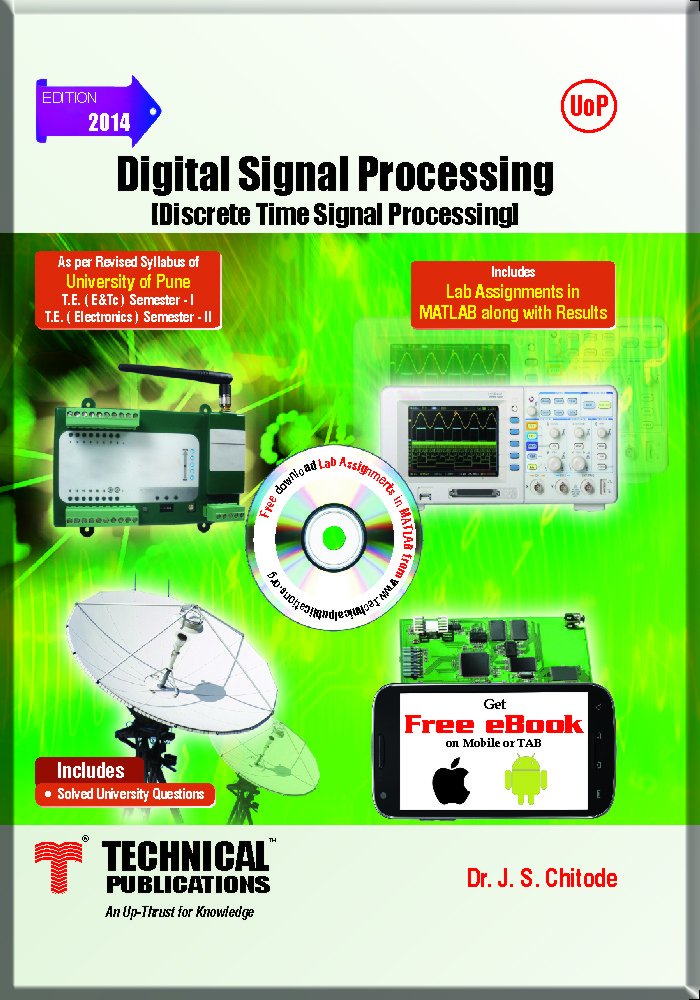 EDITION
2014
UoP
Digital Signal Processing
[Discrete Time Signal Processing]
As per Revised Syllabus of
University of Pune
T.E. ( E&Tc ) Semester - I
T.E. ( Electronics ) Semester - II
Includes
Lab Assignments in
MATLAB along with Results
Free download Lab Assignments in MATLAB from www.technicalpublications.org
Get
Free eBook
on Mobile or TAB
Includes
• Solved University Questions
®
TECHNICAL™
PUBLICATIONS
An Up-Thrust for Knowledge
Dr. J. S. Chitode